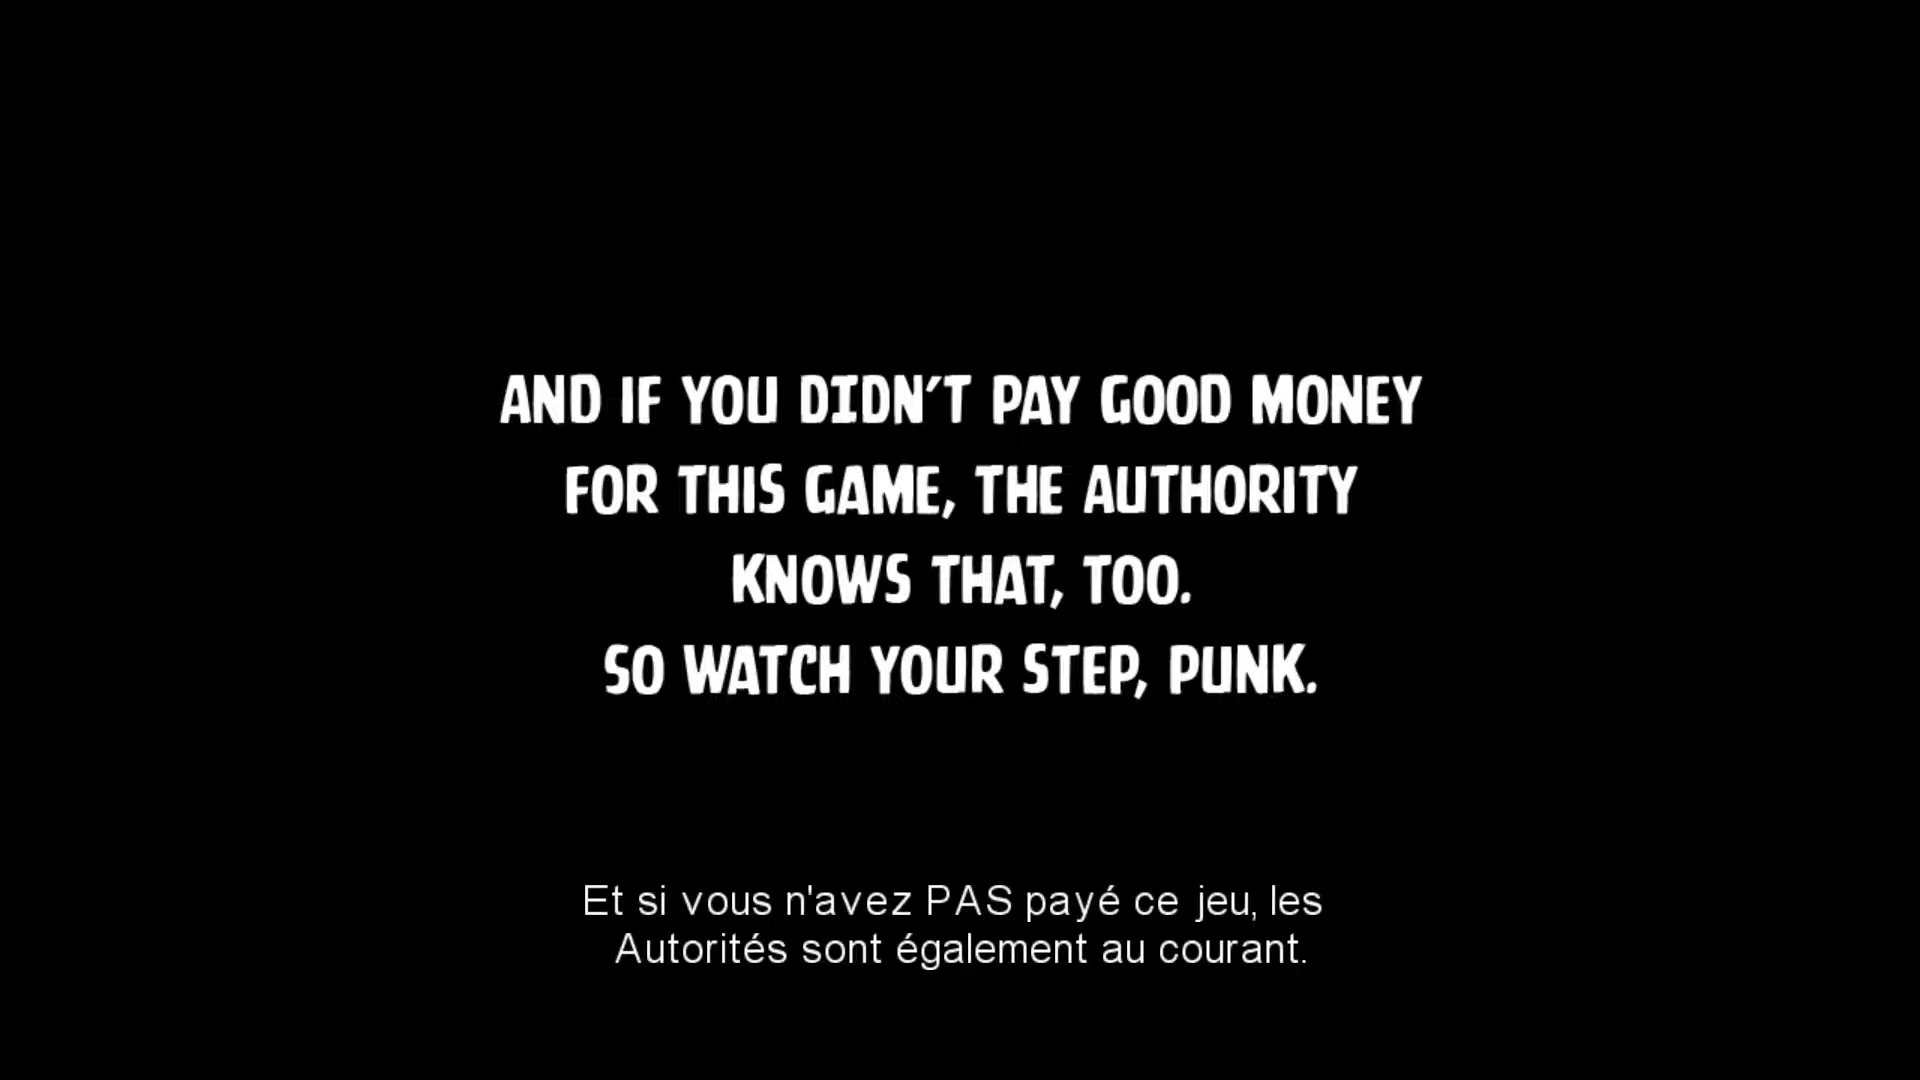 AND IF YOU DIDN'T PAY GOOD MONEY
FOR THIS GAME, THE AUTHORITY
KNOWS THAT, TOO.
SO WATCH YOUR STEP, PUNK.
Et si vous n'avez PAS payé ce jeu, les
Autorités sont également au courant.